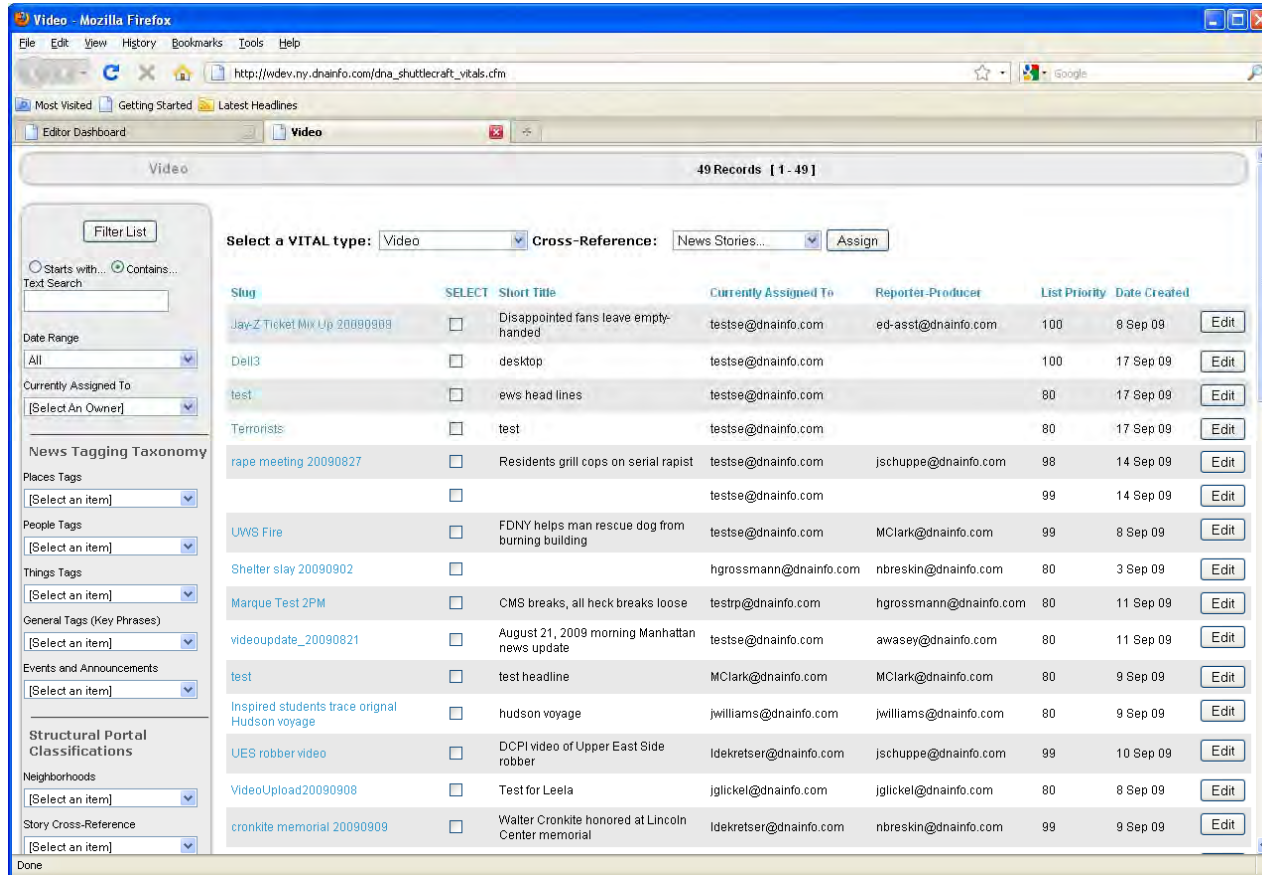 Video - Mozilla Firefox
File Edit View History Bookmarks Tools Help
http://wdev.ny.dnainfo.com/dna_shuttlecraft_vitals.cfm
Google
Most Visited Getting Started Latest Headlines
Editor Dashboard Video
Video 49 Records [ 1 - 49 ]
Filter List
Starts with... Contains...
Text Search
Date Range
All
Currently Assigned To
[Select An Owner]
News Tagging Taxonomy
Places Tags
[Select an item]
People Tags
[Select an item]
Things Tags
[Select an item]
General Tags (Key Phrases)
[Select an item]
Events and Announcements
[Select an item]
Structural Portal
Classifications
Neighborhoods
[Select an item]
Story Cross-Reference
[Select an item]
Select a VITAL type: Video Cross-Reference: News Stories... Assign
Slug SELECT Short Title Currently Assigned To Reporter-Producer List Priority Date Created
Jay-Z Ticket Mix Up 20090908 Disappointed fans leave empty-
handed testse@dnainfo.com ed-asst@dnainfo.com 100 8 Sep 09 Edit
Dell3 desktop testse@dnainfo.com 100 17 Sep 09 Edit
test ews head lines testse@dnainfo.com 80 17 Sep 09 Edit
Terrorists test testse@dnainfo.com 80 17 Sep 09 Edit
rape meeting 20090827 Residents grill cops on serial rapist testse@dnainfo.com jschuppe@dnainfo.com 98 14 Sep 09 Edit
testse@dnainfo.com 99 14 Sep 09 Edit
UWS Fire FDNY helps man rescue dog from
burning building testse@dnainfo.com MClark@dnainfo.com 99 8 Sep 09 Edit
Shelter slay 20090902 hgrossmann@dnainfo.com nbreskin@dnainfo.com 80 3 Sep 09 Edit
Marque Test 2PM CMS breaks, all heck breaks loose testrp@dnainfo.com hgrossmann@dnainfo.com 80 11 Sep 09 Edit
videoupdate_20090821 August 21, 2009 morning Manhattan
news update testse@dnainfo.com awasey@dnainfo.com 80 11 Sep 09 Edit
test test headline MClark@dnainfo.com MClark@dnainfo.com 80 9 Sep 09 Edit
Inspired students trace orignal
Hudson voyage hudson voyage jwilliams@dnainfo.com jwilliams@dnainfo.com 80 9 Sep 09 Edit
UES robber video DCPI video of Upper East Side
robber ldekretser@dnainfo.com jschuppe@dnainfo.com 99 10 Sep 09 Edit
VideoUpload20090908 Test for Leela jglickel@dnainfo.com jglickel@dnainfo.com 80 8 Sep 09 Edit
cronkite memorial 20090909 Walter Cronkite honored at Lincoln
Center memorial ldekretser@dnainfo.com nbreskin@dnainfo.com 99 9 Sep 09 Edit
Done